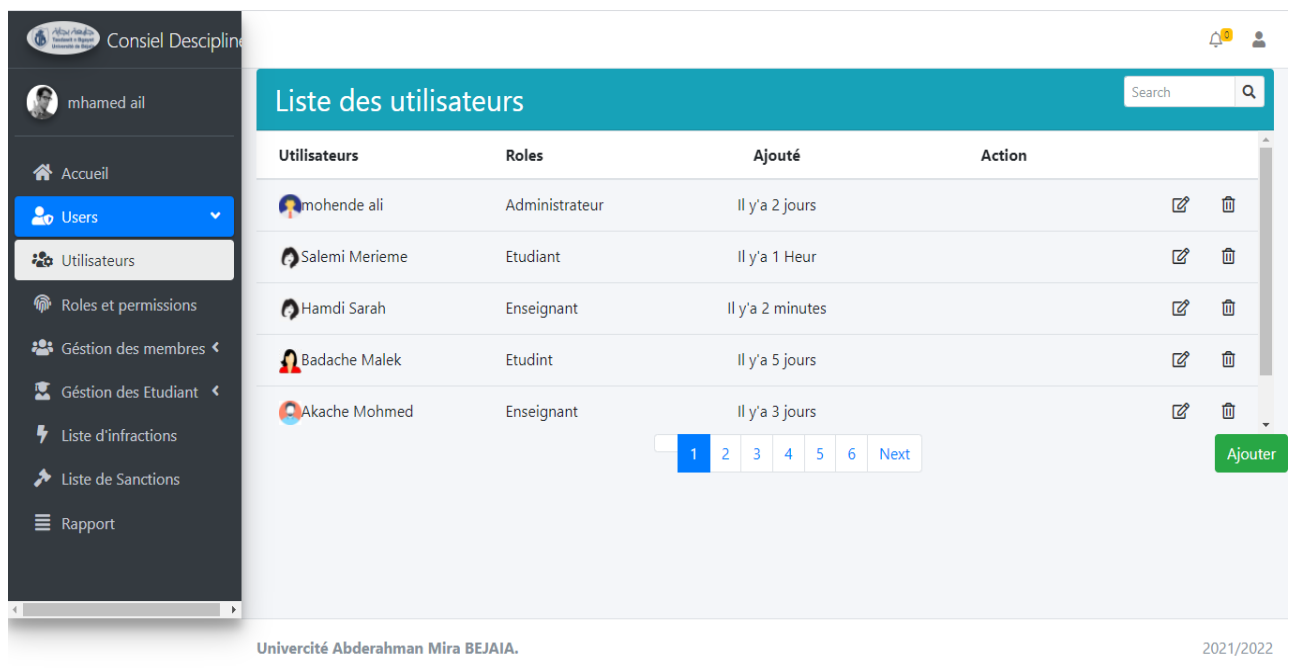 Consiel Descipline
0
mhamed ail
Accueil
Users
Utilisateurs
Roles et permissions
Géstion des membres
Géstion des Etudiant
Liste d'infractions
Liste de Sanctions
Rapport
Liste des utilisateurs
Search
Utilisateurs Roles Ajouté Action
mohende ali Administrateur Il y'a 2 jours
Salemi Merieme Etudiant Il y'a 1 Heur
Hamdi Sarah Enseignant Il y'a 2 minutes
Badache Malek Etudint Il y'a 5 jours
Akache Mohmed Enseignant Il y'a 3 jours
1 2 3 4 5 6 Next
Ajouter
Univercité Abderahman Mira BEJAIA.
2021/2022